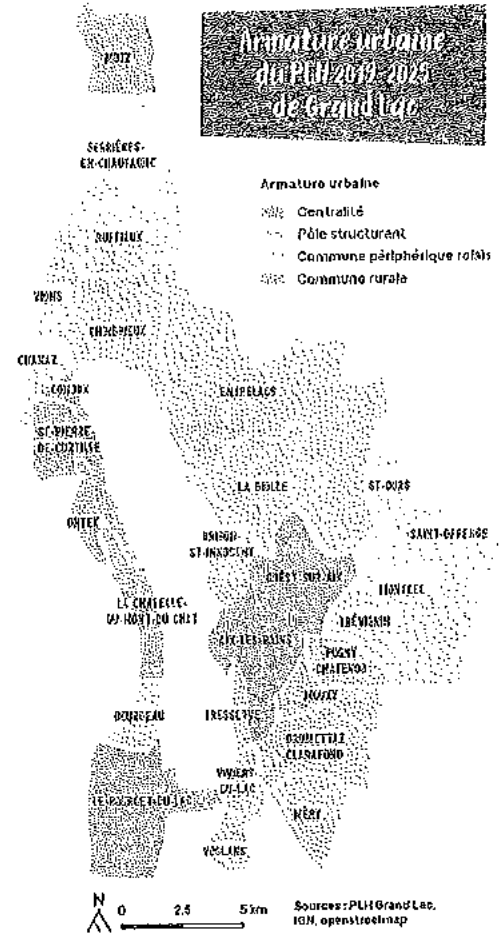 Armature urbaine
du PLH 2019-2025
de Grand Lac
MOTZ
SERRIÈRES-
EN-CHAUTAGNE
Armature urbaine
Centralité
Pôle structurant
Commune périphérique relais
Commune rurale
RUFFIEUX
VIONS
CHINDRIEUX
CHANAZ
CONJUX
ENTRELACS
ST-PIERRE-
DE-CURTILLE
LA BIOLLE
ST-OURS
ONTEX
BRISON-
ST-INNOCENT
SAINT-OFFENGE
GRÉSY-SUR-AIX
MONTCEL
LA CHAPELLE-
DU-MONT-DU-CHAT
TRÉVIGNIN
AIX-LES-BAINS
PUGNY-
CHATENOD
MOUXY
BOURDEAU
TRESSERVE
DRUMETTAZ-
CLARAFOND
VIVIERS-
DU-LAC
LE BOURGET-DU-LAC
MÉRY
VOGLANS
N
0 2,5 5 km
Sources : PLH Grand Lac,
IGN, openstreetmap